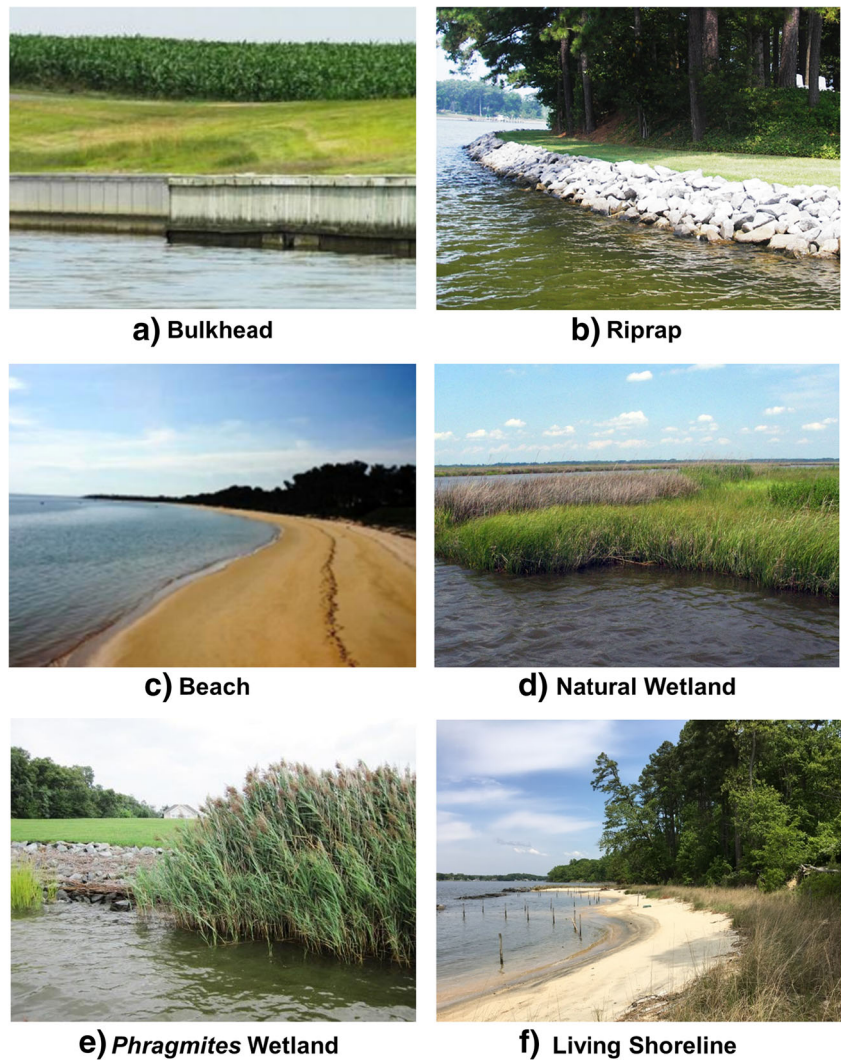 a) Bulkhead
b) Riprap
c) Beach
d) Natural Wetland
e) Phragmites Wetland
f) Living Shoreline